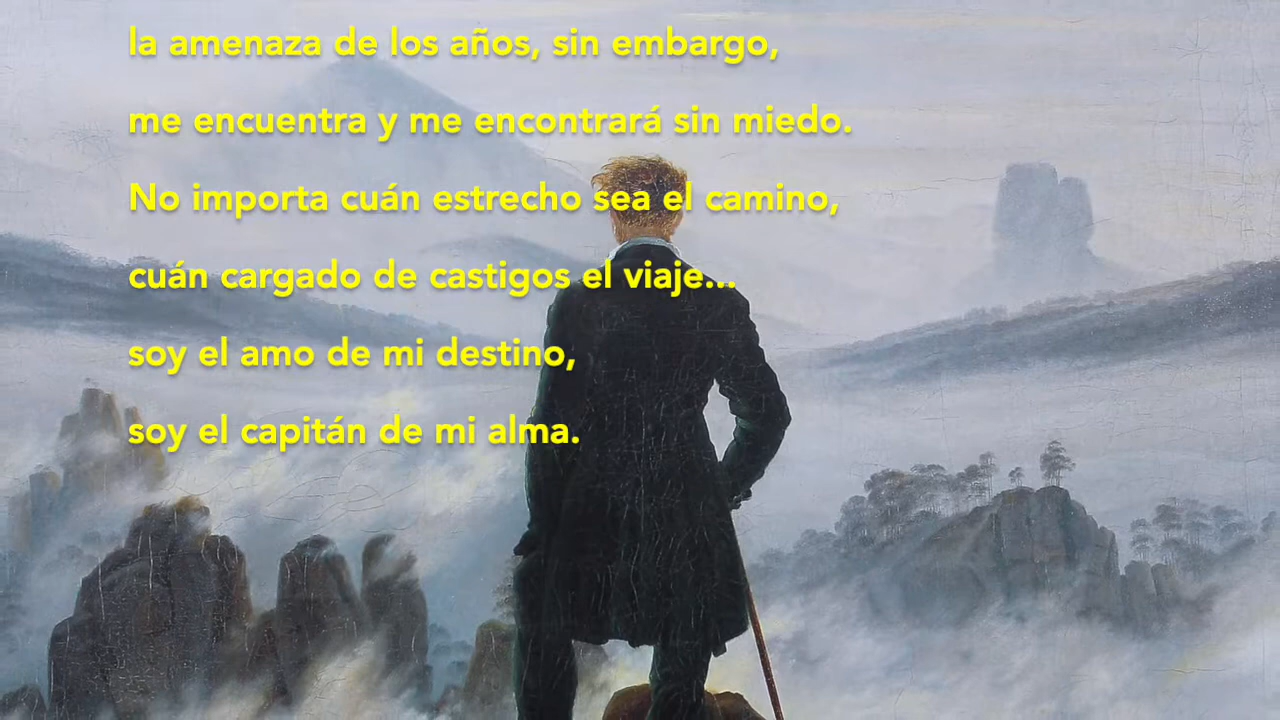 la amenaza de los años, sin embargo,
me encuentra y me encontrará sin miedo.
No importa cuán estrecho sea el camino,
cuán cargado de castigos el viaje...
soy el amo de mi destino,
soy el capitán de mi alma.